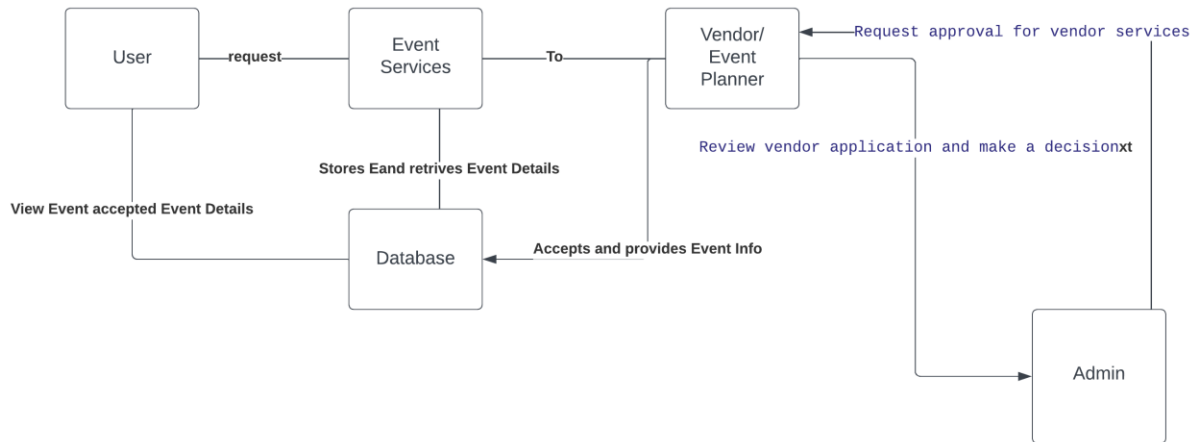 User
request
Event
Services
To
Vendor/
Event
Planner
Request approval for vendor services
Review vendor application and make a decisionxt
Stores Eand retrives Event Details
View Event accepted Event Details
Database
Accepts and provides Event Info
Admin